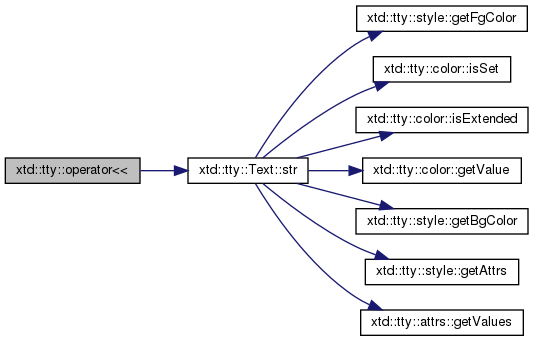 xtd::tty::style::getFgColor
xtd::tty::color::isSet
xtd::tty::color::isExtended
xtd::tty::operator<<
xtd::tty::Text::str
xtd::tty::color::getValue
xtd::tty::style::getBgColor
xtd::tty::style::getAttrs
xtd::tty::attrs::getValues